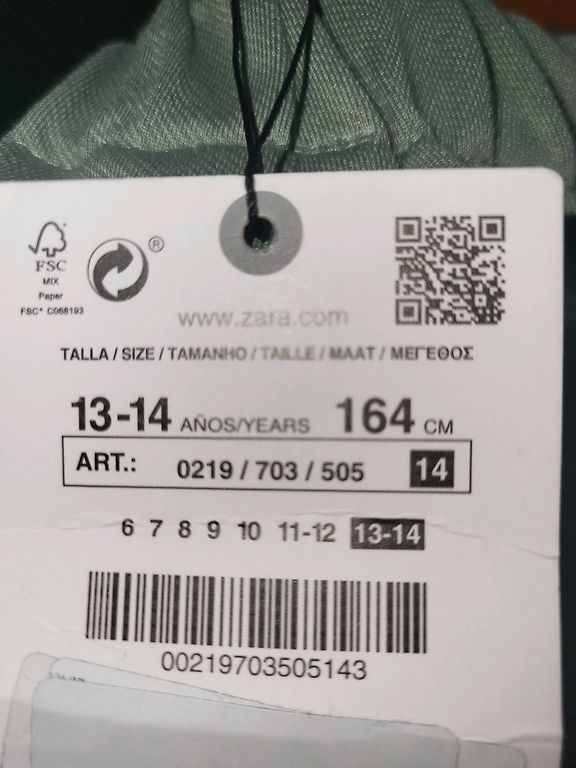 FSC
MIX
Paper
FSC® C068193
®
www.zara.com
TALLA / SIZE / TAMANHO / TAILLE / MAAT / ΜΕΓΕΘΟΣ
13-14 AÑOS/YEARS 164 CM
ART.: 0219 / 703 / 505 14
6 7 8 9 10 11-12 13-14
00219703505143